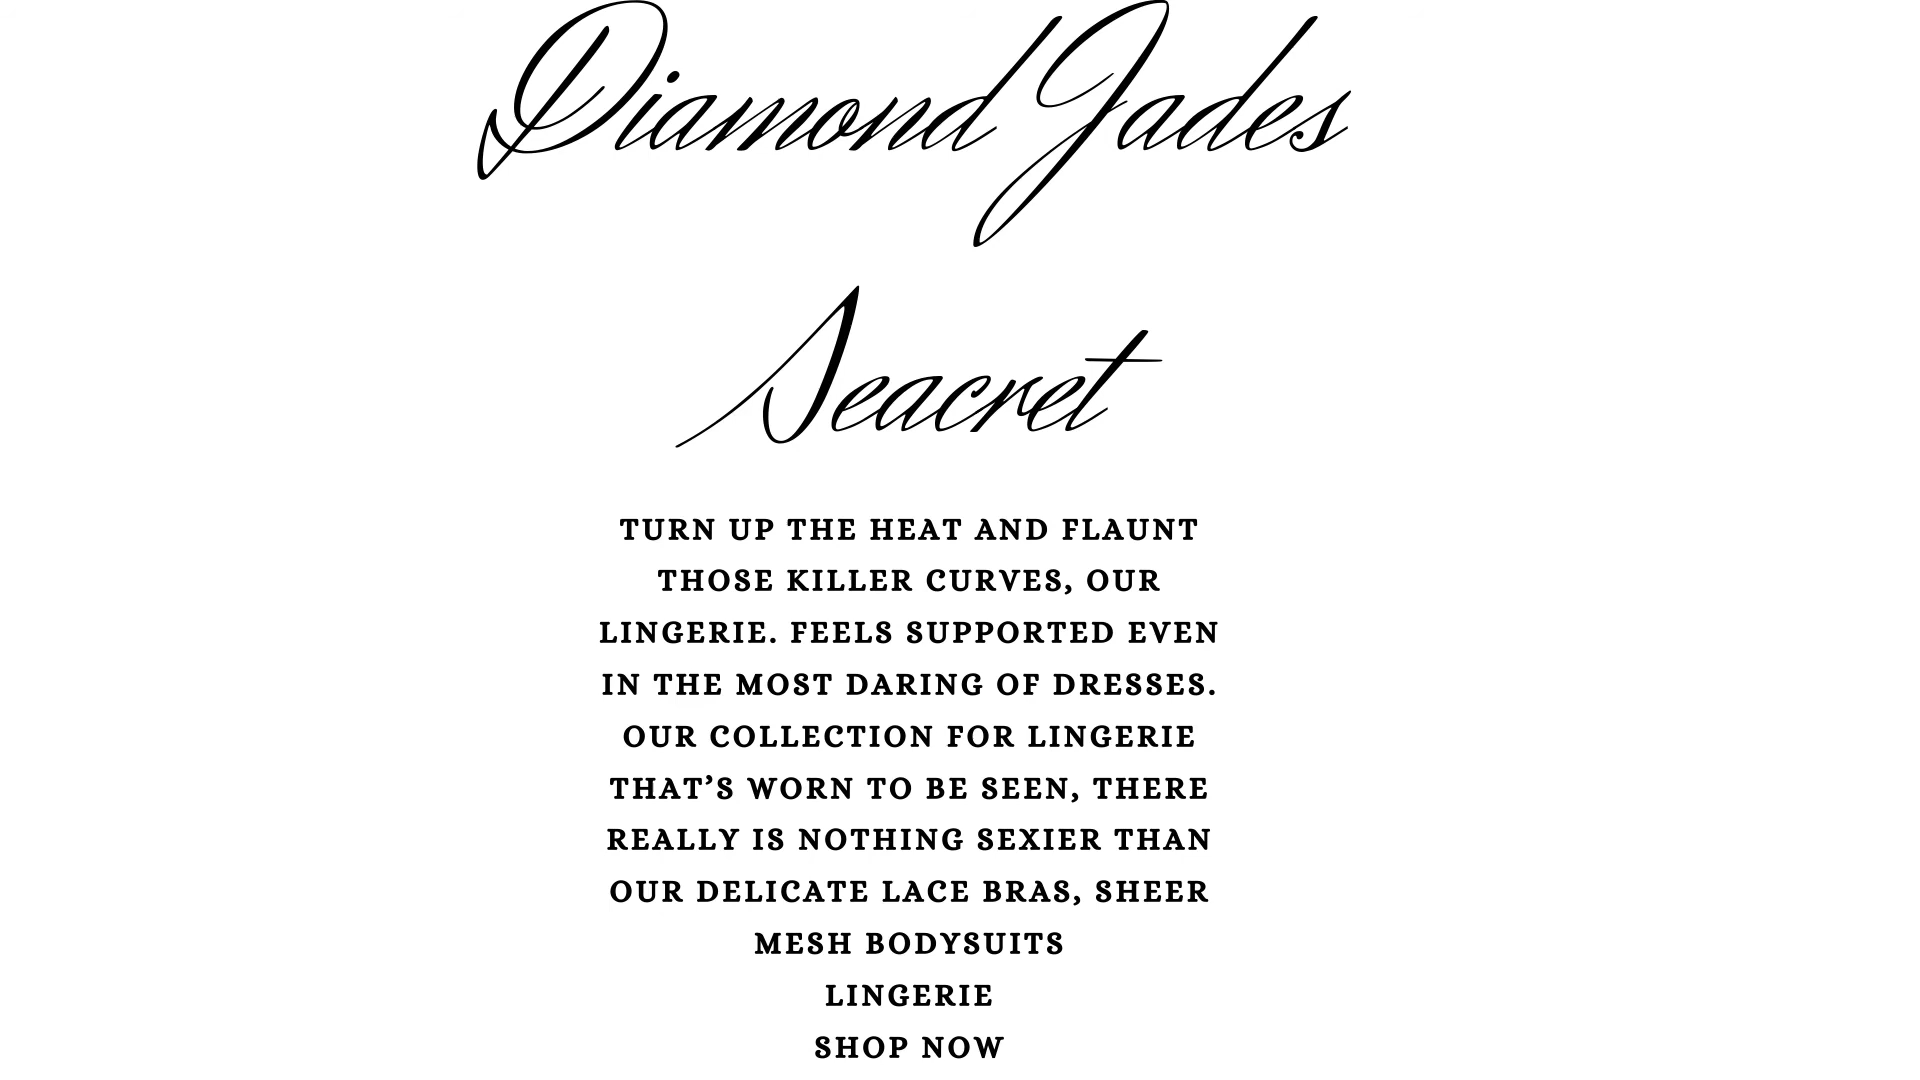 Diamond Jades
Seacret
TURN UP THE HEAT AND FLAUNT
THOSE KILLER CURVES, OUR
LINGERIE. FEELS SUPPORTED EVEN
IN THE MOST DARING OF DRESSES.
OUR COLLECTION FOR LINGERIE
THAT’S WORN TO BE SEEN, THERE
REALLY IS NOTHING SEXIER THAN
OUR DELICATE LACE BRAS, SHEER
MESH BODYSUITS
LINGERIE
SHOP NOW